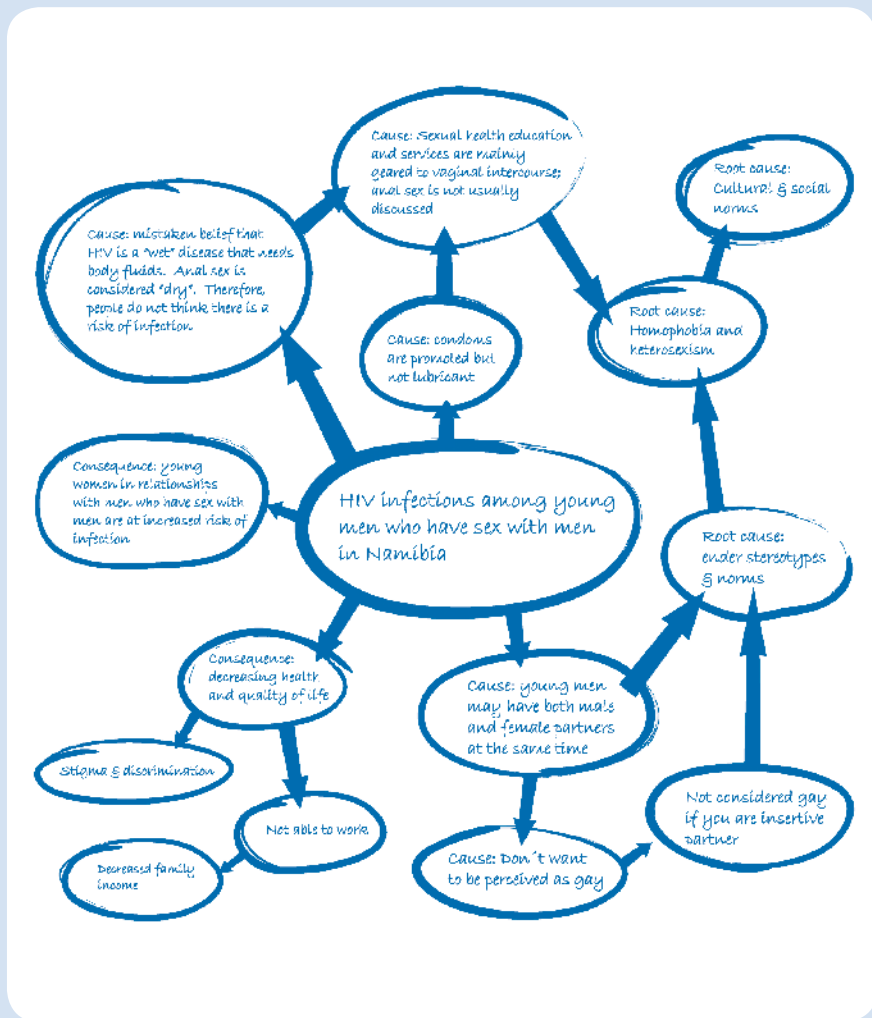 Cause: Sexual health education
and services are mainly
geared to vaginal intercourse;
anal sex is not usually
discussed
Root cause:
Cultural & social
norms
Cause: mistaken belief that
HIV is a "wet" disease that needs
body fluids. Anal sex is
considered "dry". Therefore,
people do not think there is a
risk of infection
Cause: condoms
are promoted but
not lubricant
Root cause:
Homophobia and
heterosexism
Consequence: young
women in relationships
with men who have sex with
men are at increased risk of
infection
HIV infections among young
men who have sex with men
in Namibia
Root cause:
ender stereotypes
& norms
Consequence:
decreasing health
and quality of life
Cause: young men
may have both male
and female partners
at the same time
Stigma & discrimination
Not able to work
Not considered gay
if you are insertive
partner
Decreased family
income
Cause: Don´t want
to be perceived as gay